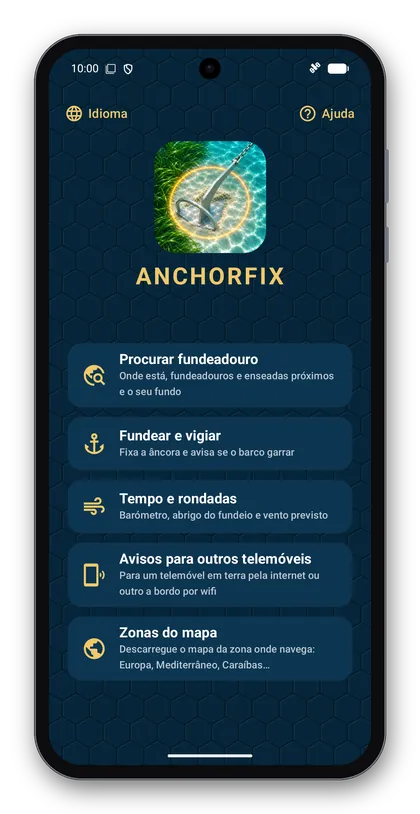 10:00
Idioma
Ajuda
ANCHORFIX
Procurar fundeadouro
Onde está, fundeadouros e enseadas próximos
e o seu fundo
Fundear e vigiar
Fixa a âncora e avisa se o barco garrar
Tempo e rondadas
Barómetro, abrigo do fundeio e vento previsto
Avisos para outros telemóveis
Para um telemóvel em terra pela internet ou
outro a bordo por wifi
Zonas do mapa
Descarregue o mapa da zona onde navega:
Europa, Mediterrâneo, Caraíbas...